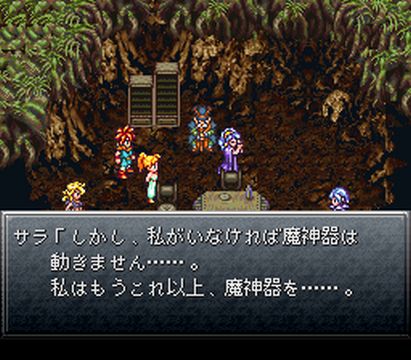 サラ「しかし、私がいなければ魔神器は
動きません……。
私はもうこれ以上、魔神器を……。